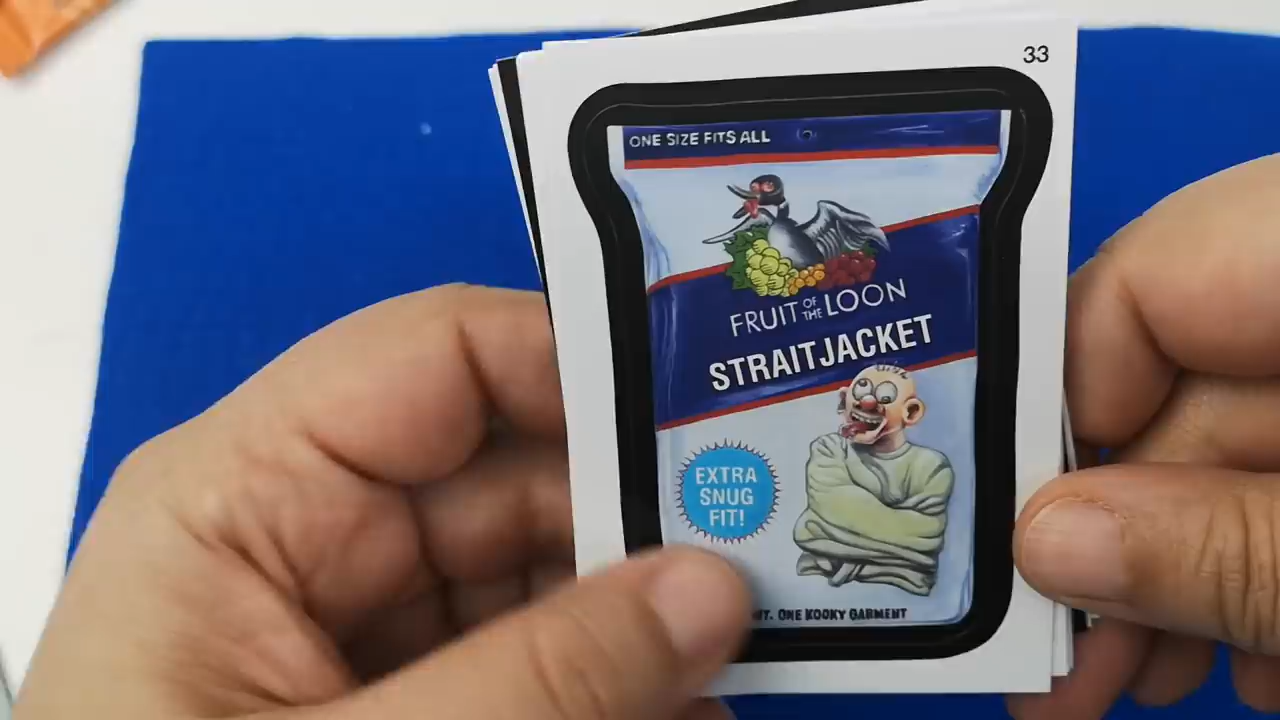 33
ONE SIZE FITS ALL
FRUIT OF THE LOON
STRAITJACKET
EXTRA
SNUG
FIT!
ONE KOOKY GARMENT